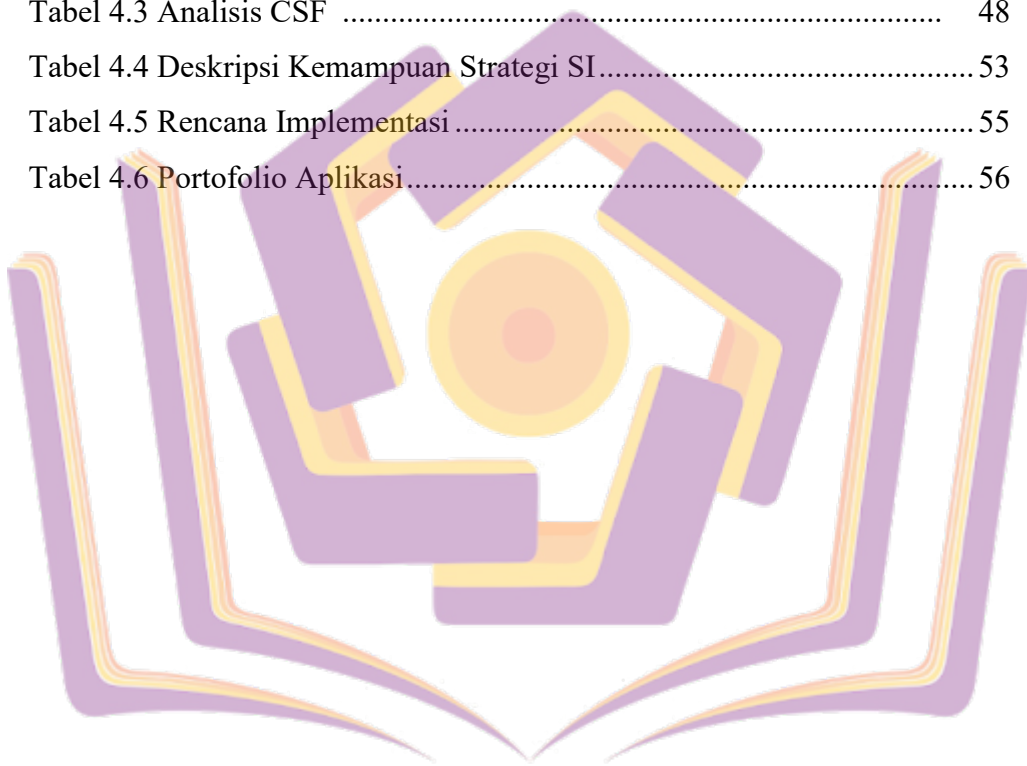 Tabel 4.3 Analisis CSF ........................................................................... 48
Tabel 4.4 Deskripsi Kemampuan Strategi SI............................................... 53
Tabel 4.5 Rencana Implementasi................................................................. 55
Tabel 4.6 Portofolio Aplikasi....................................................................... 56